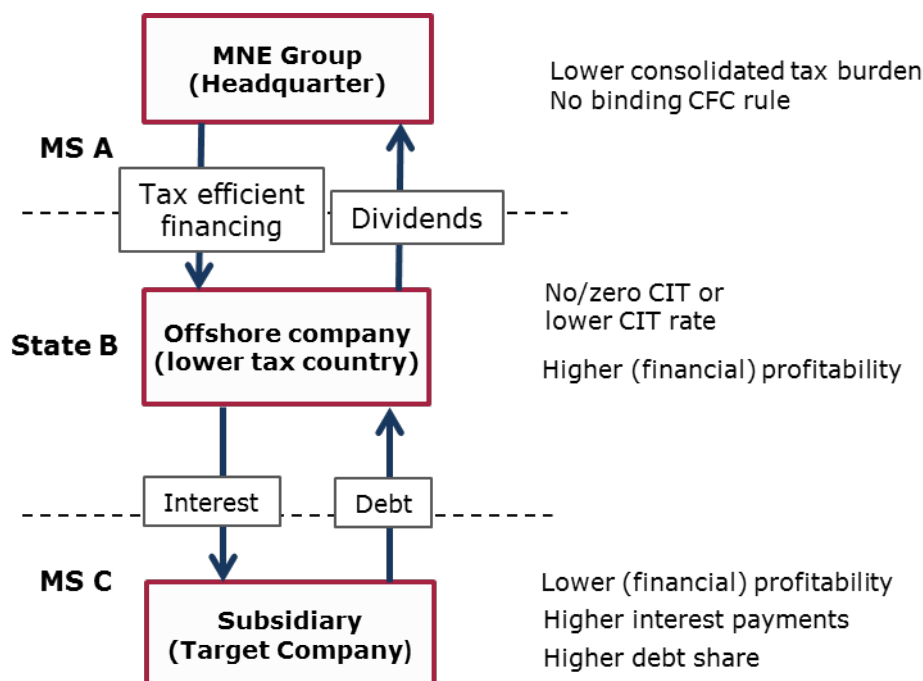 MNE Group
(Headquarter)
Lower consolidated tax burden
No binding CFC rule
MS A
Tax efficient
financing
Dividends
No/zero CIT or
lower CIT rate
State B
Offshore company
(lower tax country)
Higher (financial) profitability
Interest
Debt
MS C
Lower (financial) profitability
Subsidiary
(Target Company)
Higher interest payments
Higher debt share